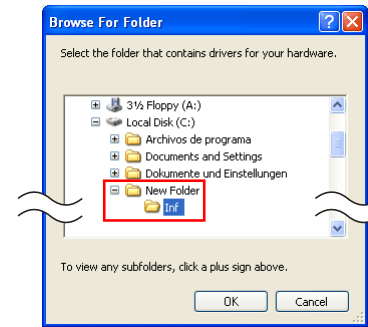 Browse For Folder
Select the folder that contains drivers for your hardware.
3½ Floppy (A:)
Local Disk (C:)
Archivos de programa
Documents and Settings
Dokumente und Einstellungen
New Folder
Inf
To view any subfolders, click a plus sign above.
OK Cancel